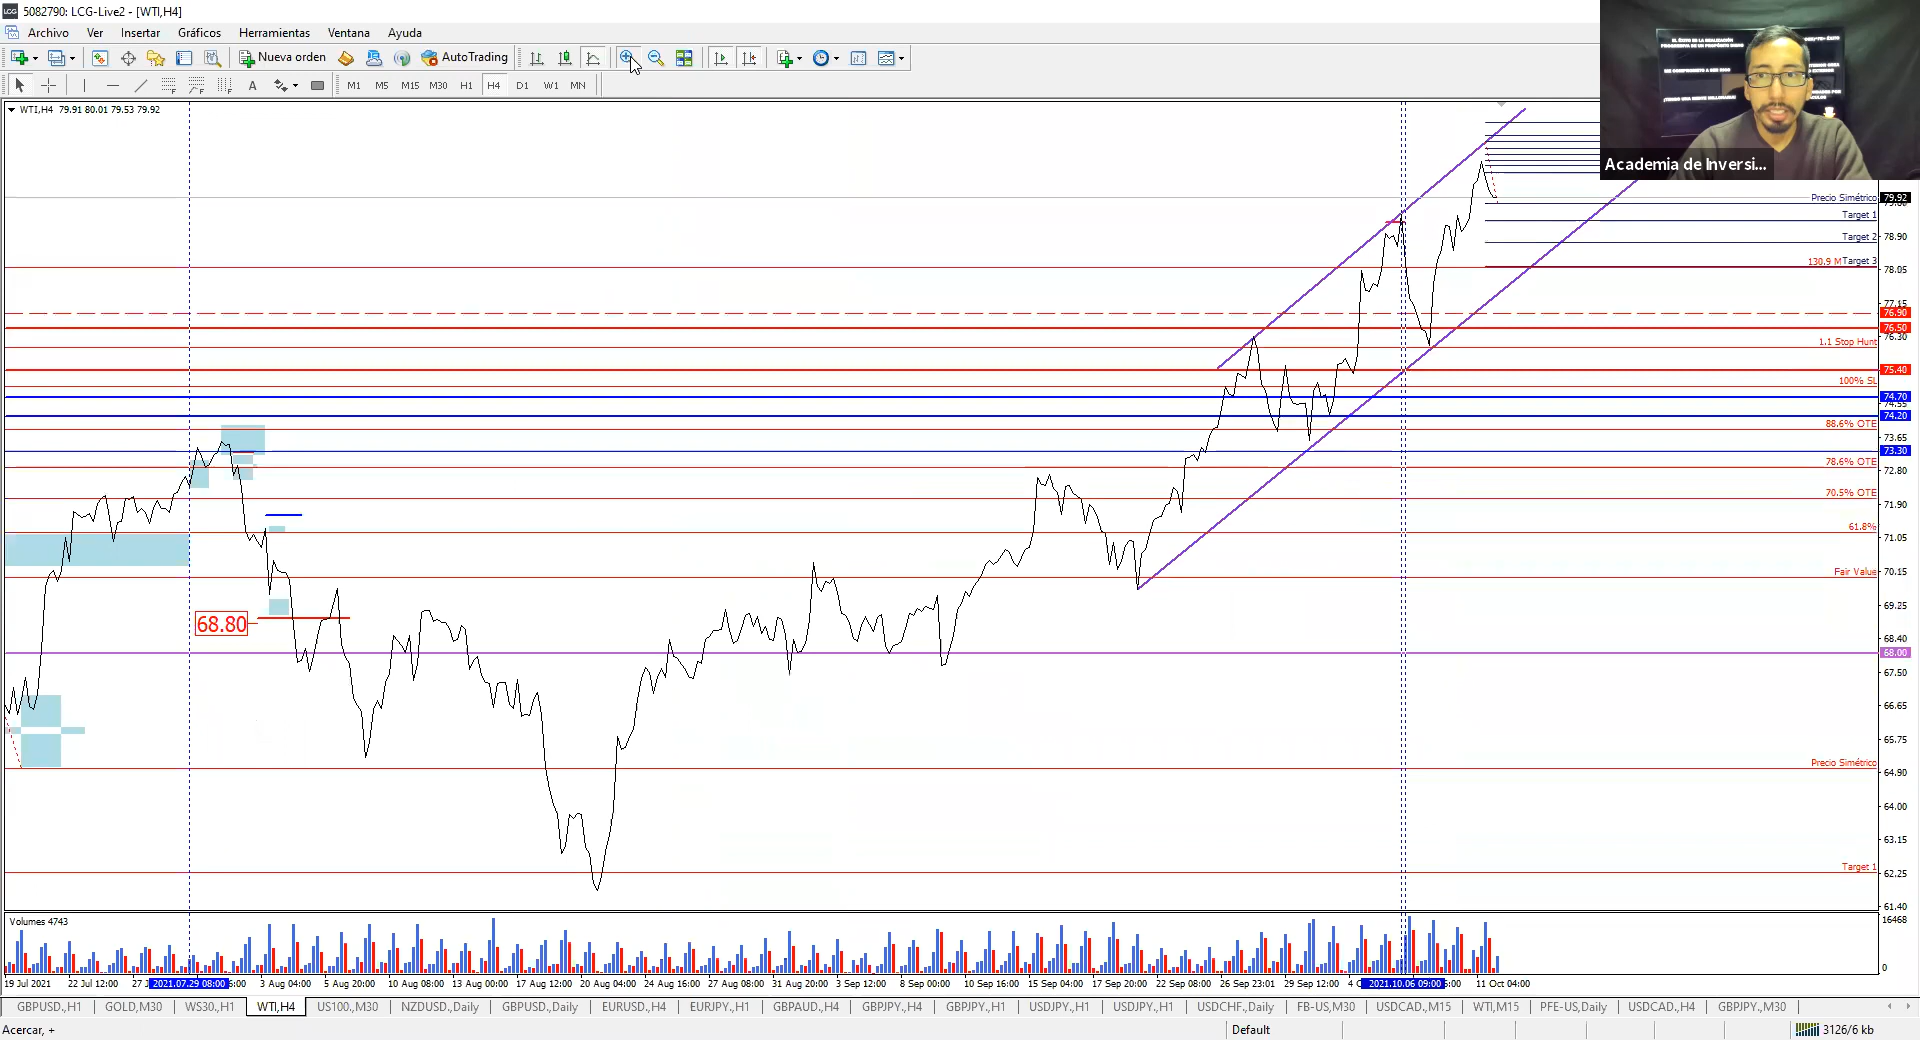 5082790: LCG-Live2 - [WTI,H4]
Archivo Ver Insertar Gráficos Herramientas Ventana Ayuda
Nueva orden AutoTrading
A M1 M5 M15 M30 H1 H4 D1 W1 MN
WTI,H4 79.91 80.01 79.53 79.92
Academia de Inversi...
Precio Simétrico
79.92
Target 1
78.90
Target 2
130.9 M
Target 3
78.05
77.15
76.90
76.50
76.30
1.1 Stop Hunt
75.40
100% SL
74.70
74.55
74.20
88.6% OTE
73.65
73.30
78.6% OTE
72.80
70.5% OTE
71.90
61.8%
71.05
Fair Value
70.15
69.25
68.80
68.40
68.00
67.50
66.65
65.75
Precio Simétrico
64.90
64.00
63.15
Target 1
62.25
61.40
Volumes 4743
16468
0
19 Jul 2021 22 Jul 12:00 27 J 2021.07.29 08:00 3 Aug 04:00 5 Aug 20:00 10 Aug 08:00 13 Aug 00:00 17 Aug 12:00 20 Aug 04:00 24 Aug 16:00 27 Aug 08:00 31 Aug 20:00 3 Sep 12:00 8 Sep 00:00 10 Sep 16:00 15 Sep 04:00 17 Sep 20:00 22 Sep 08:00 26 Sep 23:01 29 Sep 12:00 2021.10.06 09:00 11 Oct 04:00
GBPUSD.,H1 GOLD,M30 WS30.,H1 WTI,H4 US100.,M30 NZDUSD.,Daily GBPUSD.,Daily EURUSD.,H4 EURJPY.,H1 GBPAUD.,H4 GBPJPY.,H4 GBPJPY.,H1 USDJPY.,H1 USDJPY.,H1 USDCHF.,Daily FB-US,M30 USDCAD.,M15 WTI,M15 PFE-US,Daily USDCAD.,H4 GBPJPY.,M30
Acercar, + Default 3126/6 kb